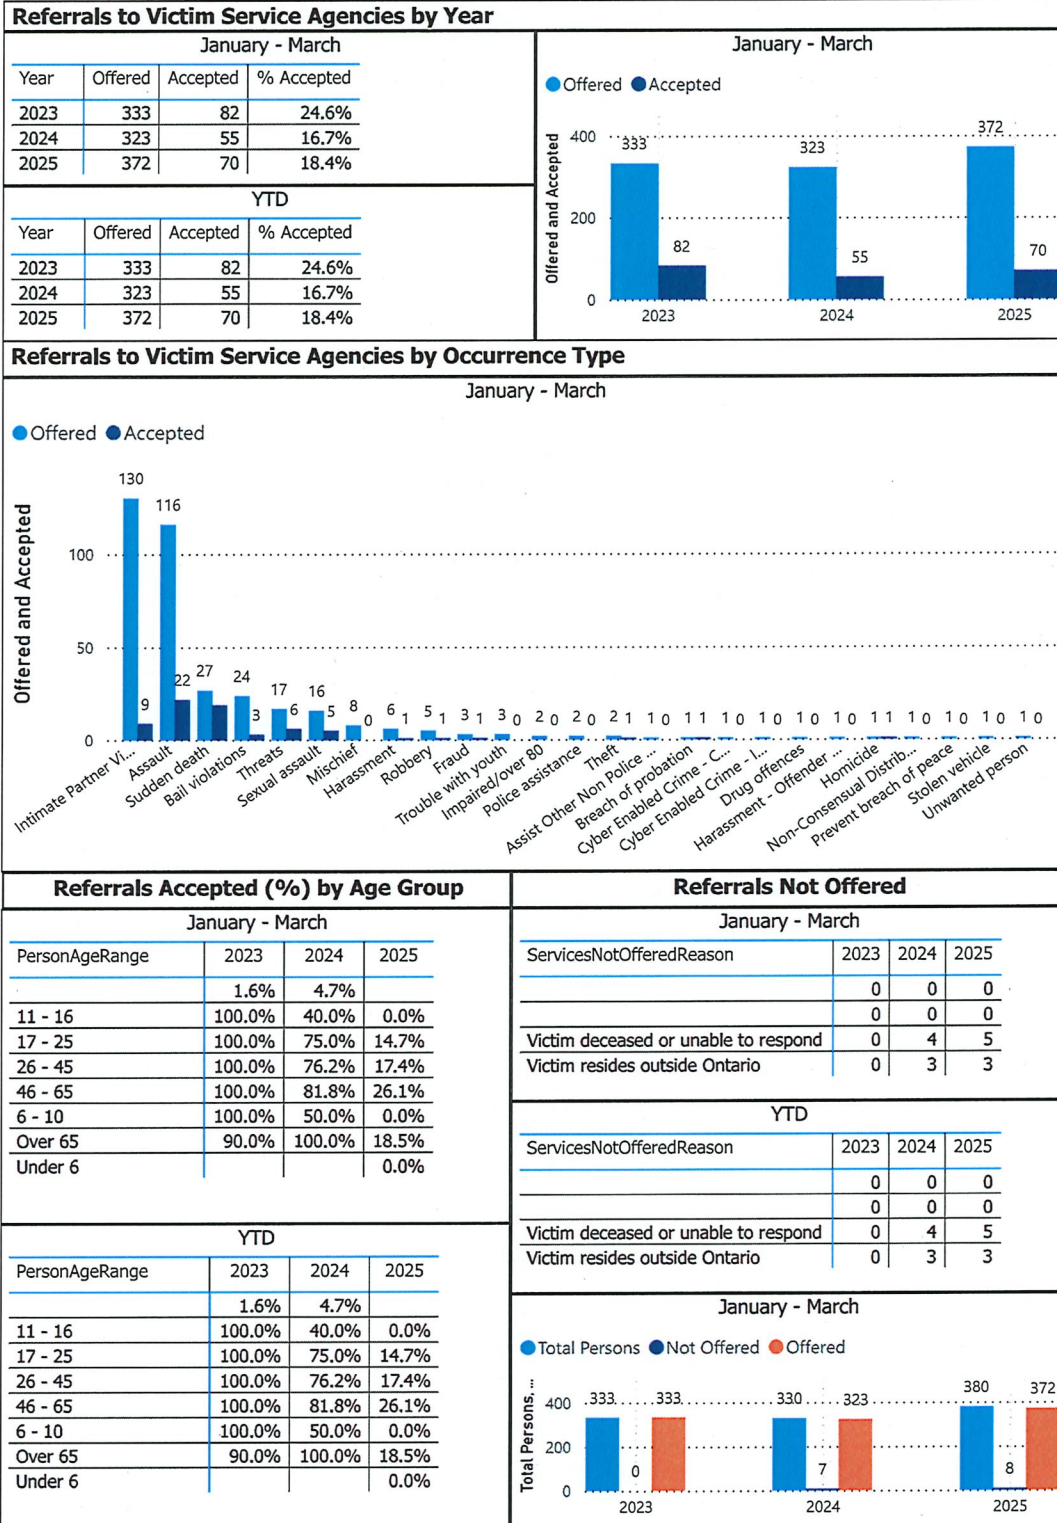 Referrals to Victim Service Agencies by Year
January - March
Year Offered Accepted % Accepted
2023 333 82 24.6%
2024 323 55 16.7%
2025 372 70 18.4%
YTD
Year Offered Accepted % Accepted
2023 333 82 24.6%
2024 323 55 16.7%
2025 372 70 18.4%
January - March
Offered Accepted
Offered and Accepted
400
200
0
333 82
323 55
372 70
2023 2024 2025
Referrals to Victim Service Agencies by Occurrence Type
January - March
Offered Accepted
Offered and Accepted
100
50
0
130 9 116 22 27 24 3 17 6 16 5 8 0 6 1 5 1 3 1 3 0 2 0 2 0 2 1 1 0 1 1 1 0 1 0 1 0 1 0 1 1 1 0 1 0 1 0 1 0
Intimate Partner Vi...
Assault
Sudden death
Bail violations
Threats
Sexual assault
Mischief
Harassment
Robbery
Fraud
Trouble with youth
Impaired/over 80
Police assistance
Theft
Assist Other Non Police ...
Breach of probation
Cyber Enabled Crime - C...
Cyber Enabled Crime - I...
Drug offences
Harassment - Offender ...
Homicide
Non-Consensual Distrib...
Prevent breach of peace
Stolen vehicle
Unwanted person
Referrals Accepted (%) by Age Group
January - March
PersonAgeRange 2023 2024 2025
1.6% 4.7%
11 - 16 100.0% 40.0% 0.0%
17 - 25 100.0% 75.0% 14.7%
26 - 45 100.0% 76.2% 17.4%
46 - 65 100.0% 81.8% 26.1%
6 - 10 100.0% 50.0% 0.0%
Over 65 90.0% 100.0% 18.5%
Under 6 0.0%
YTD
PersonAgeRange 2023 2024 2025
1.6% 4.7%
11 - 16 100.0% 40.0% 0.0%
17 - 25 100.0% 75.0% 14.7%
26 - 45 100.0% 76.2% 17.4%
46 - 65 100.0% 81.8% 26.1%
6 - 10 100.0% 50.0% 0.0%
Over 65 90.0% 100.0% 18.5%
Under 6 0.0%
Referrals Not Offered
January - March
ServicesNotOfferedReason 2023 2024 2025
0 0 0
0 0 0
Victim deceased or unable to respond 0 4 5
Victim resides outside Ontario 0 3 3
YTD
ServicesNotOfferedReason 2023 2024 2025
0 0 0
0 0 0
Victim deceased or unable to respond 0 4 5
Victim resides outside Ontario 0 3 3
January - March
Total Persons Not Offered Offered
Total Persons, ...
400
200
0
333 0 333
330 7 323
380 8 372
2023 2024 2025